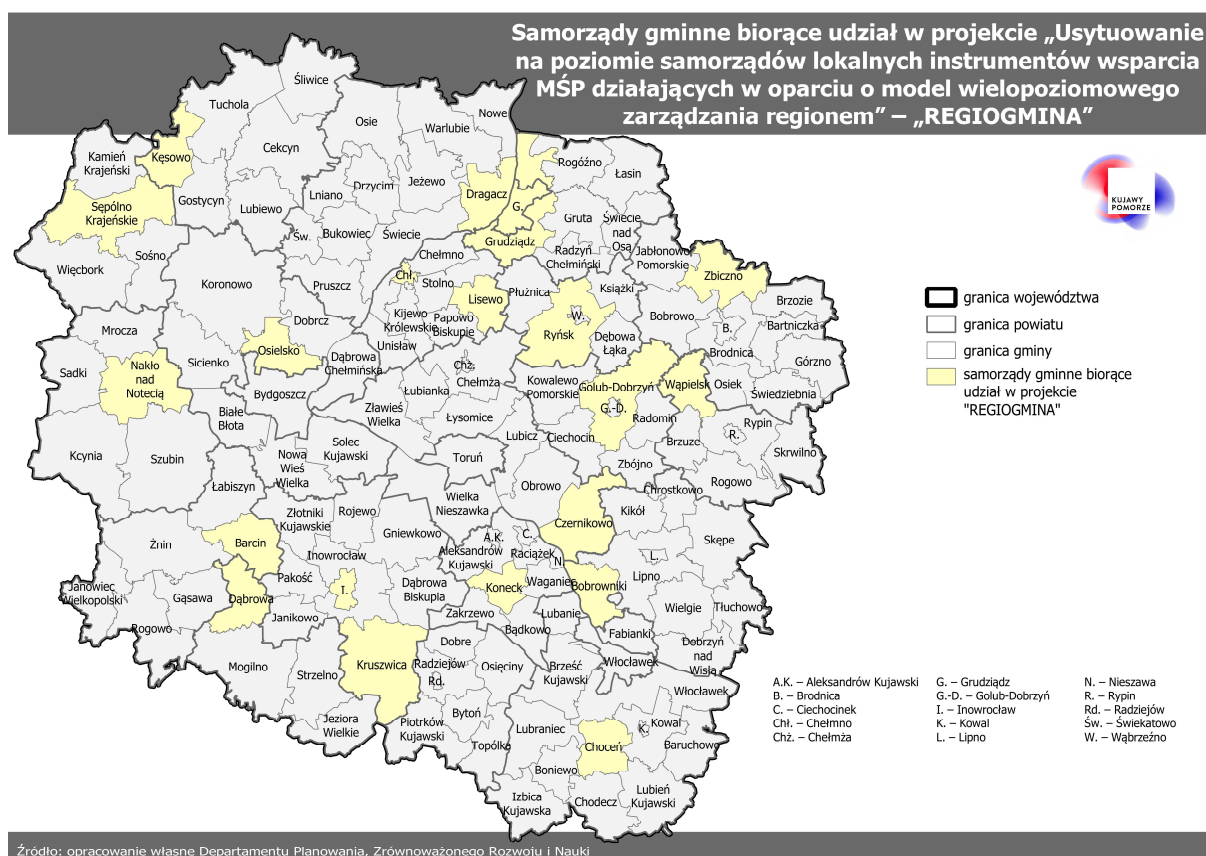 Samorządy gminne biorące udział w projekcie „Usytuowanie
na poziomie samorządów lokalnych instrumentów wsparcia
MŚP działających w oparciu o model wielopoziomowego
zarządzania regionem” – „REGIOGMINA”
KUJAWY
POMORZE
granica województwa
granica powiatu
granica gminy
samorządy gminne biorące
udział w projekcie
"REGIOGMINA"
Śliwice
Tuchola
Nowe
Osie
Warlubie
Cekcyn
Kamień
Krajeński
Kęsowo
Rogóźno
Łasin
Jeżewo
Drzycim
Lniano
Dragacz
Gostycyn
Lubiewo
Sępólno
Krajeńskie
G.
Gruta
Świecie
nad
Osą
Św.
Bukowiec
Świecie
Grudziądz
Radzyń
Chełmiński
Jabłonowo
Pomorskie
Chełmno
Sośno
Więcbork
Koronowo
Pruszcz
Chł.
Stolno
Lisewo
Płużnica
Książki
Zbiczno
Brzozie
Bobrowo
Bartniczka
B.
Brodnica
Górzno
Mrocza
Dobrcz
Kijewo
Królewskie
Papowo
Biskupie
Unisław
W.
Ryńsk
Dębowa
Łąka
Osielsko
Sicienko
Dąbrowa
Chełmińska
Chż.
Chełmża
Sadki
Nakło
nad
Notecią
Bydgoszcz
Łubianka
Kowalewo
Pomorskie
Golub-Dobrzyń
Wąpielsk
Osiek
Świedziebnia
G.-D.
Radomin
Białe
Błota
Zławieś
Wielka
Łysomice
Lubicz
Ciechocin
Brzuze
Rypin
R.
Skrwilno
Kcynia
Szubin
Nowa
Wieś
Wielka
Solec
Kujawski
Toruń
Zbójno
Rogowo
Łabiszyn
Obrowo
Chrostkowo
Złotniki
Kujawskie
Rojewo
Wielka
Nieszawka
Kikół
Gniewkowo
Czernikowo
Skępe
Żnin
Barcin
Inowrocław
A.K.
C.
Aleksandrów
Kujawski
Raciążek
N.
L.
Lipno
Pakość
I.
Dąbrowa
Biskupia
Koneck
Waganiec
Bobrowniki
Janowiec
Wielkopolski
Gąsawa
Dąbrowa
Janikowo
Zakrzewo
Lubanie
Wielgie
Tłuchowo
Rogowo
Bądkowo
Fabianki
Dobre
Dobrzyń
nad
Wisłą
Mogilno
Strzelno
Kruszwica
Radziejów
Rd.
Osięciny
Brześć
Kujawski
Włocławek
Włocławek
Jeziora
Wielkie
Piotrków
Kujawski
Bytoń
Lubraniec
K.
Kowal
Topólka
Choceń
Baruchowo
Boniewo
Izbica
Kujawska
Chodecz
Lubień
Kujawski
A.K. – Aleksandrów Kujawski
B. – Brodnica
C. – Ciechocinek
Chł. – Chełmno
Chż. – Chełmża
G. – Grudziądz
G.-D. – Golub-Dobrzyń
I. – Inowrocław
K. – Kowal
L. – Lipno
N. – Nieszawa
R. – Rypin
Rd. – Radziejów
Św. – Świekatowo
W. – Wąbrzeźno
Źródło: opracowanie własne Departamentu Planowania, Zrównoważonego Rozwoju i Nauki